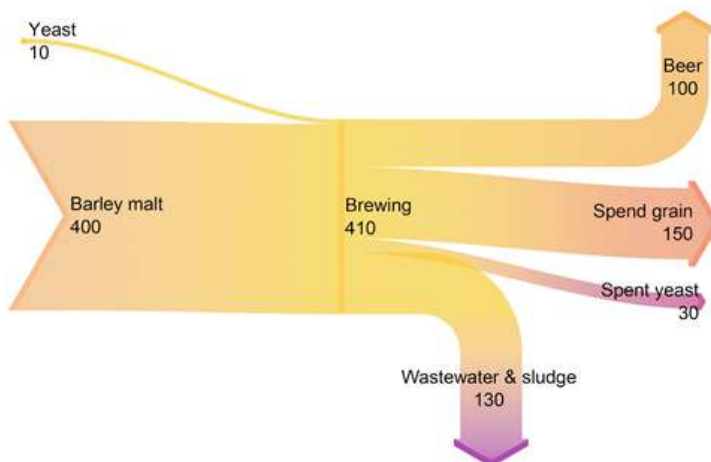 Yeast
10
Beer
100
Barley malt
400
Brewing
410
Spend grain
150
Spent yeast
30
Wastewater & sludge
130